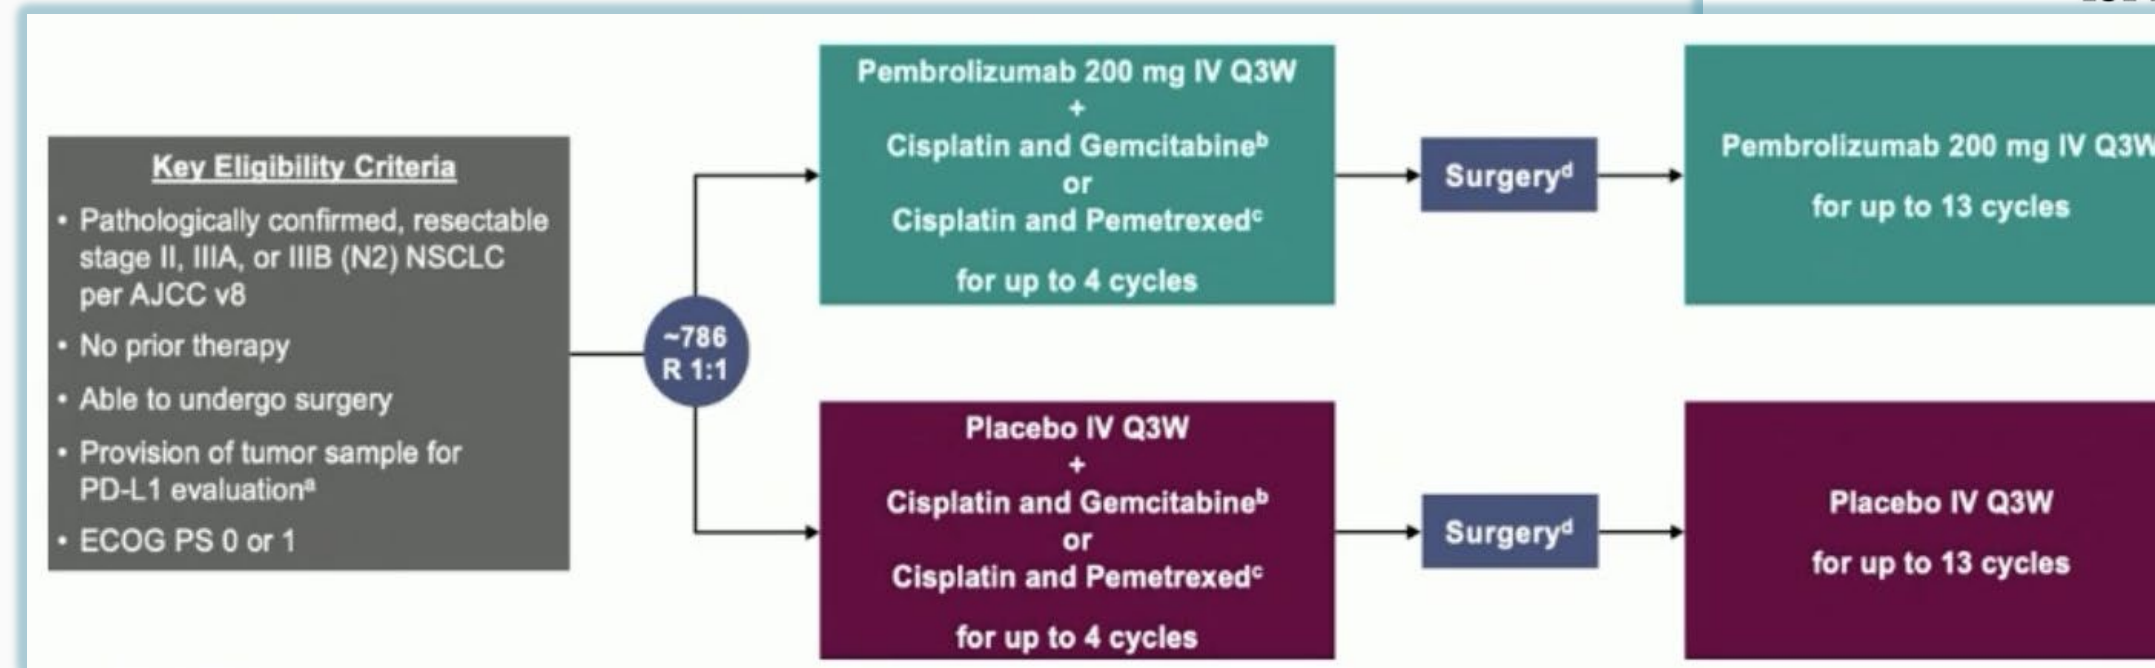 Key Eligibility Criteria
• Pathologically confirmed, resectable
stage II, IIIA, or IIIB (N2) NSCLC
per AJCC v8
• No prior therapy
• Able to undergo surgery
• Provision of tumor sample for
PD-L1 evaluationᵃ
• ECOG PS 0 or 1
~786
R 1:1
Pembrolizumab 200 mg IV Q3W
+
Cisplatin and Gemcitabineᵇ
or
Cisplatin and Pemetrexedᶜ
for up to 4 cycles
Surgeryᵈ
Pembrolizumab 200 mg IV Q3W
for up to 13 cycles
Placebo IV Q3W
+
Cisplatin and Gemcitabineᵇ
or
Cisplatin and Pemetrexedᶜ
for up to 4 cycles
Surgeryᵈ
Placebo IV Q3W
for up to 13 cycles